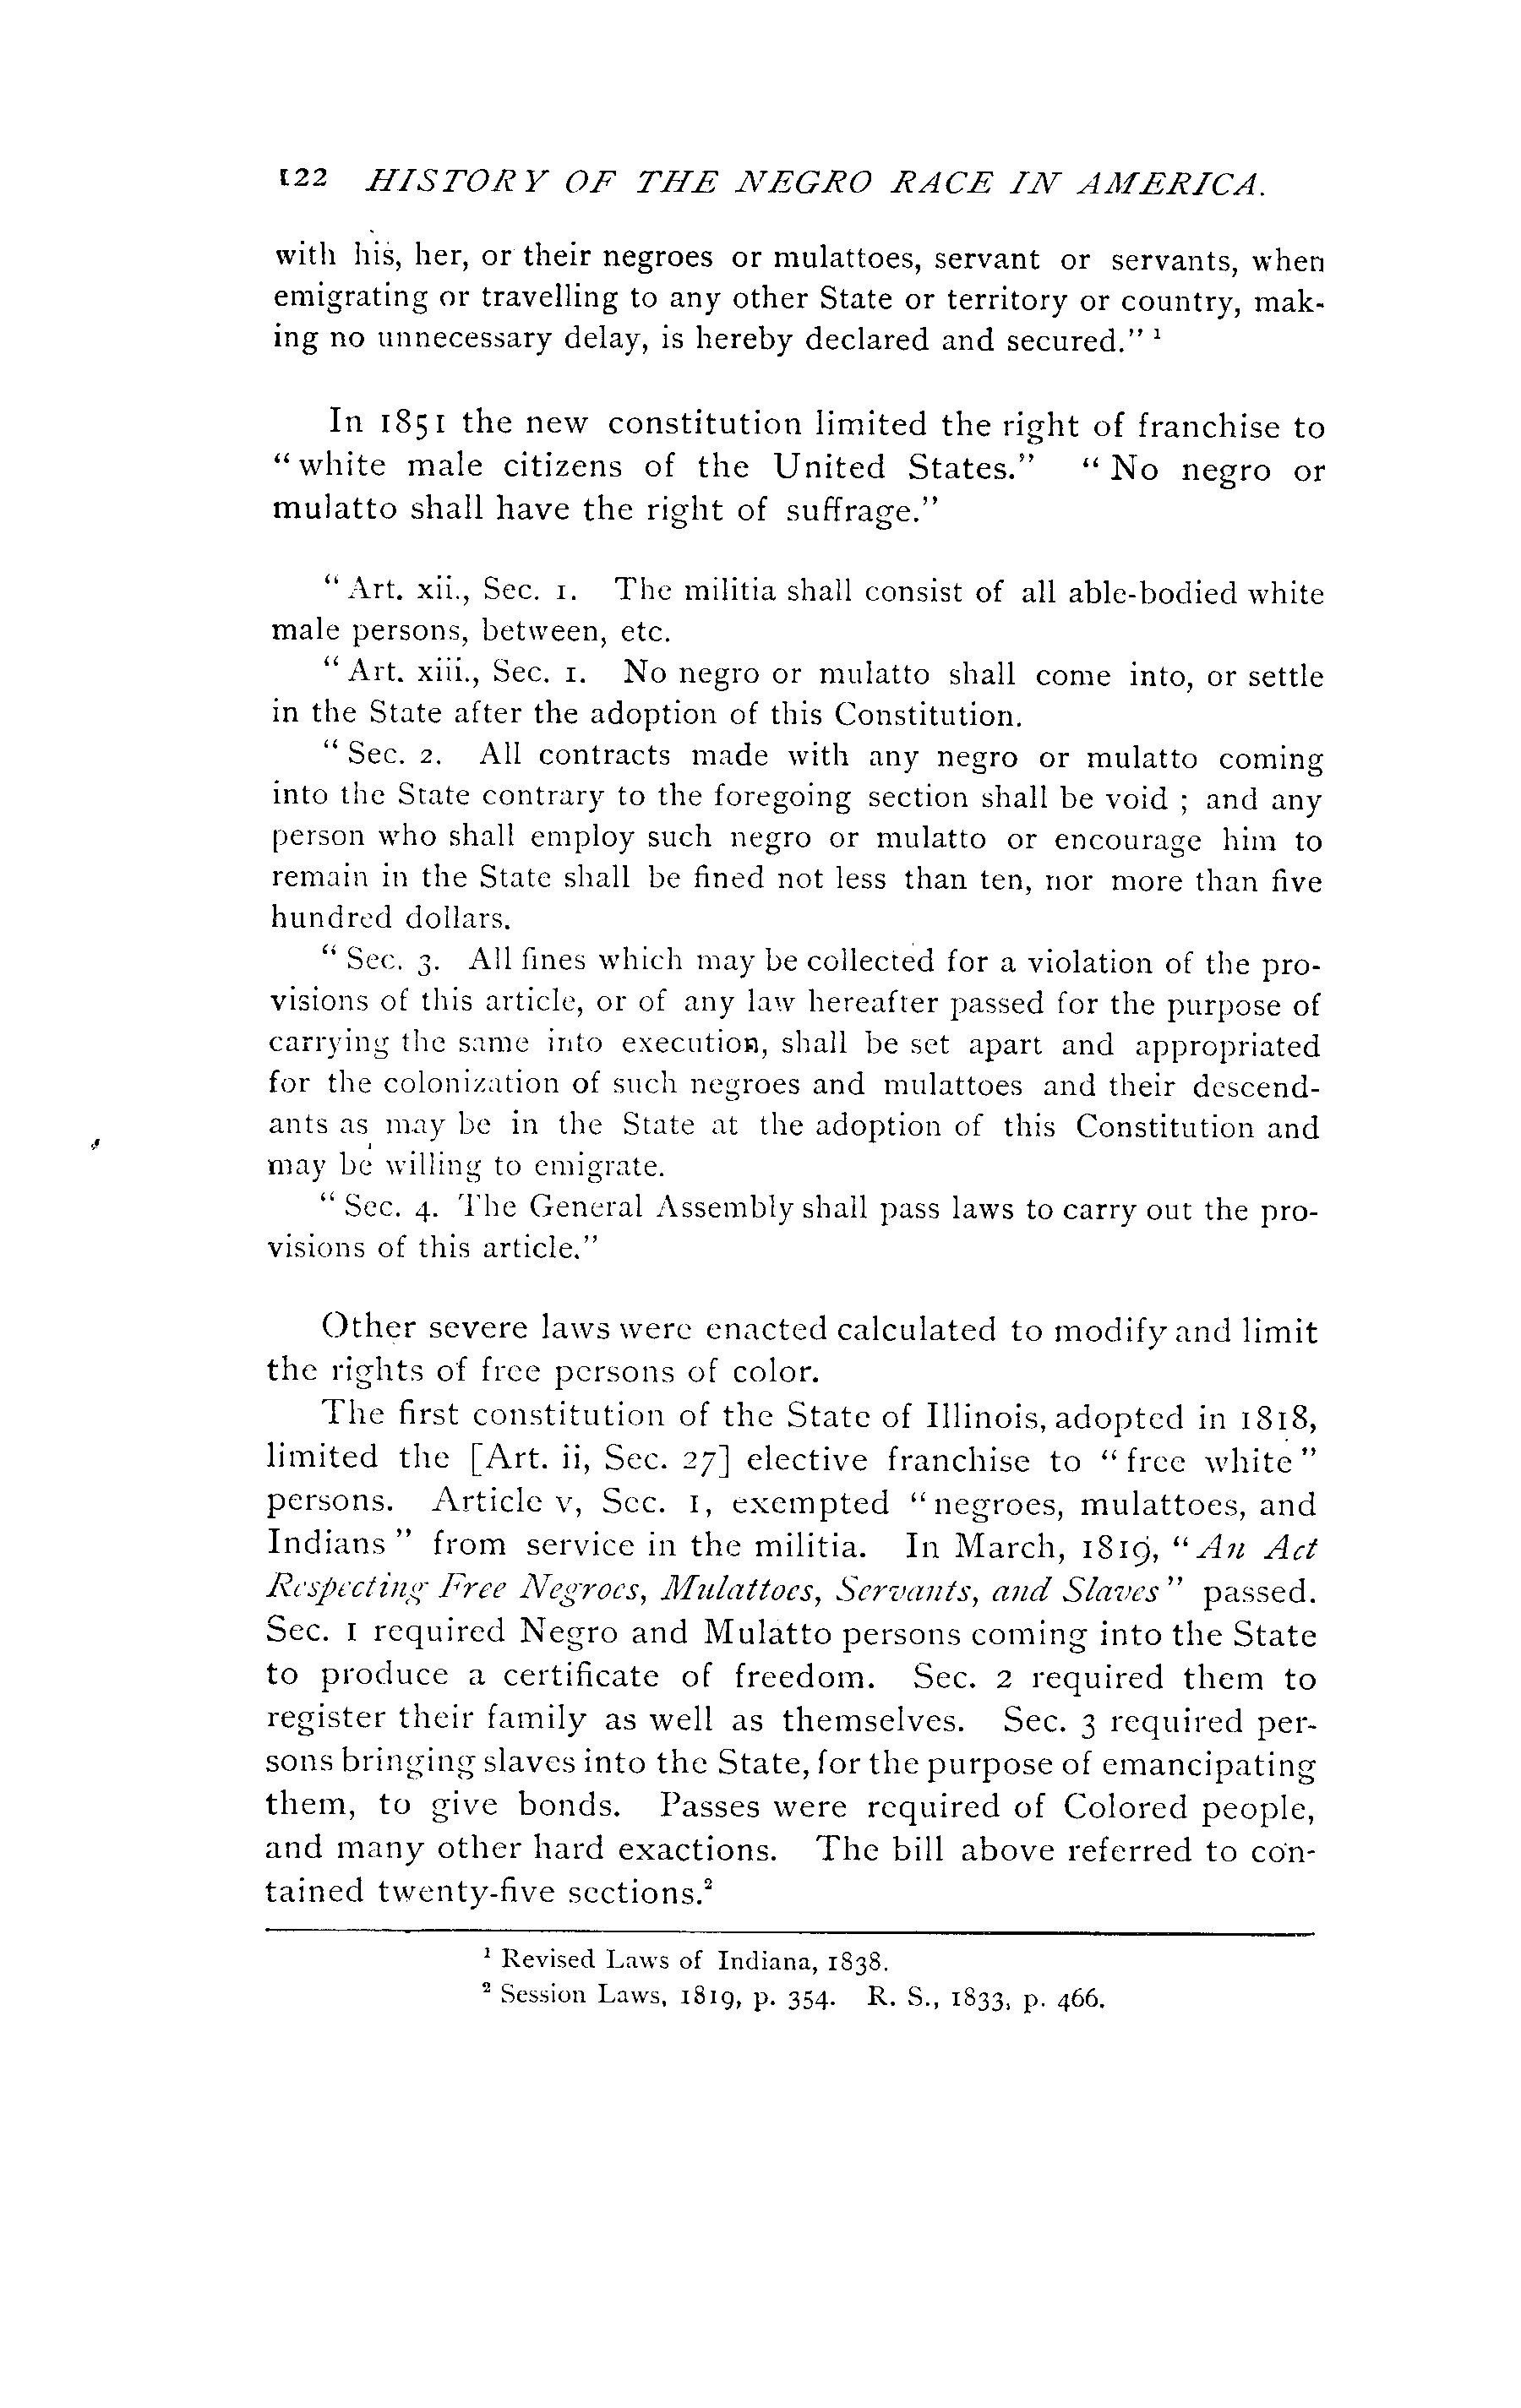 122 HISTORY OF THE NEGRO RACE IN AMERICA.
with his, her, or their negroes or mulattoes, servant or servants, when
emigrating or travelling to any other State or territory or country, mak-
ing no unnecessary delay, is hereby declared and secured." ¹
In 1851 the new constitution limited the right of franchise to
"white male citizens of the United States." "No negro or
mulatto shall have the right of suffrage."
"Art. xii., Sec. 1. The militia shall consist of all able-bodied white
male persons, between, etc.
"Art. xiii., Sec. 1. No negro or mulatto shall come into, or settle
in the State after the adoption of this Constitution.
"Sec. 2. All contracts made with any negro or mulatto coming
into the State contrary to the foregoing section shall be void ; and any
person who shall employ such negro or mulatto or encourage him to
remain in the State shall be fined not less than ten, nor more than five
hundred dollars.
"Sec. 3. All fines which may be collected for a violation of the pro-
visions of this article, or of any law hereafter passed for the purpose of
carrying the same into execution, shall be set apart and appropriated
for the colonization of such negroes and mulattoes and their descend-
ants as may be in the State at the adoption of this Constitution and
may be willing to emigrate.
"Sec. 4. The General Assembly shall pass laws to carry out the pro-
visions of this article."
Other severe laws were enacted calculated to modify and limit
the rights of free persons of color.
The first constitution of the State of Illinois, adopted in 1818,
limited the [Art. ii, Sec. 27] elective franchise to "free white"
persons. Article v, Sec. 1, exempted "negroes, mulattoes, and
Indians" from service in the militia. In March, 1819, "An Act
Respecting Free Negroes, Mulattoes, Servants, and Slaves" passed.
Sec. 1 required Negro and Mulatto persons coming into the State
to produce a certificate of freedom. Sec. 2 required them to
register their family as well as themselves. Sec. 3 required per-
sons bringing slaves into the State, for the purpose of emancipating
them, to give bonds. Passes were required of Colored people,
and many other hard exactions. The bill above referred to con-
tained twenty-five sections.²
¹ Revised Laws of Indiana, 1838.
² Session Laws, 1819, p. 354. R. S., 1833, p. 466.